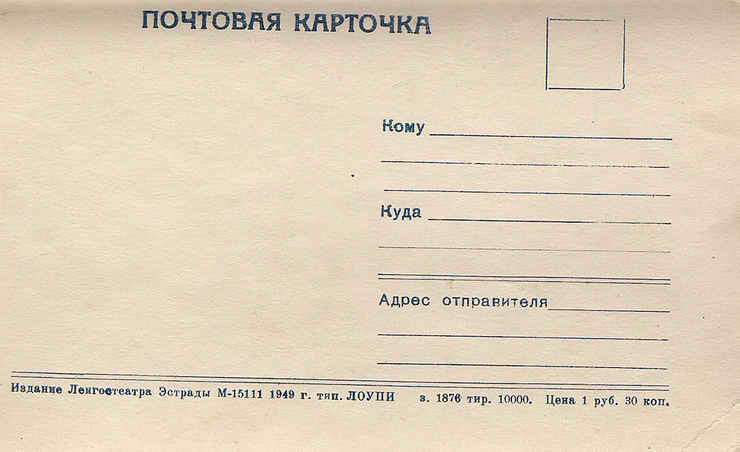 ПОЧТОВАЯ КАРТОЧКА
Кому
Куда
Адрес отправителя
Издание Ленгостеатра Эстрады М-15111 1949 г. тип. ЛОУПИ з. 1876 тир. 10000. Цена 1 руб. 30 коп.